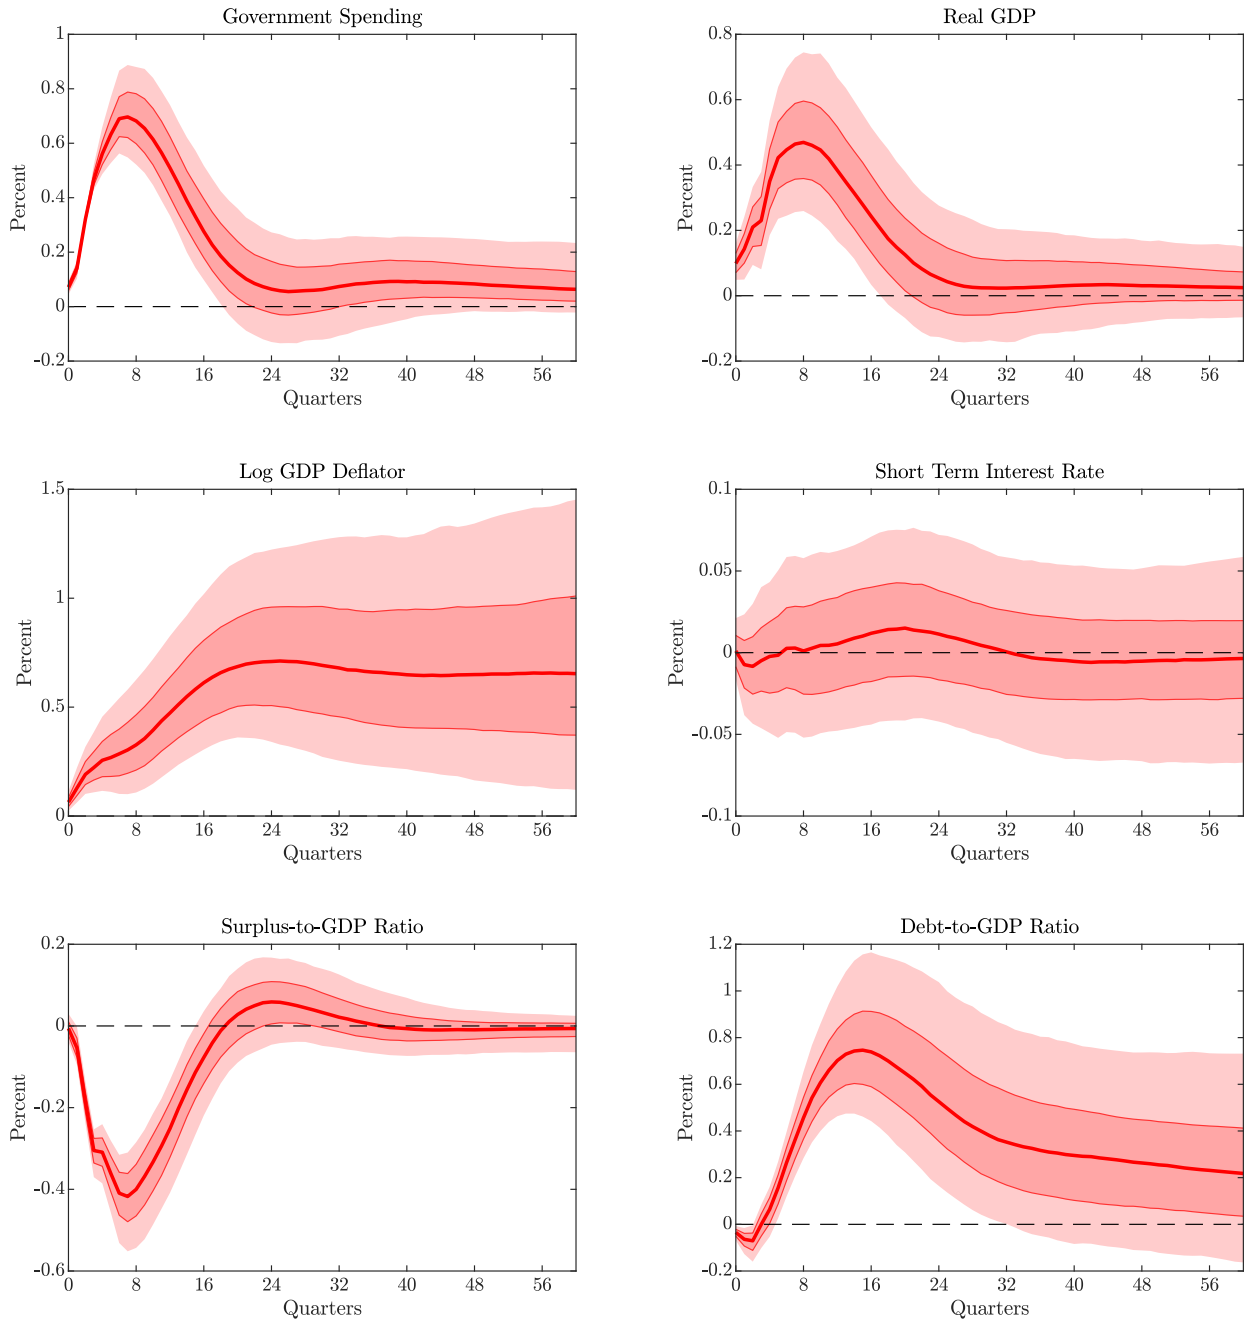 Government Spending
1
0.8
0.6
0.4
0.2
0
-0.2
Percent
0 8 16 24 32 40 48 56
Quarters
Real GDP
0.8
0.6
0.4
0.2
0
-0.2
Percent
0 8 16 24 32 40 48 56
Quarters
Log GDP Deflator
1.5
1
0.5
0
Percent
0 8 16 24 32 40 48 56
Quarters
Short Term Interest Rate
0.1
0.05
0
-0.05
-0.1
Percent
0 8 16 24 32 40 48 56
Quarters
Surplus-to-GDP Ratio
0.2
0
-0.2
-0.4
-0.6
Percent
0 8 16 24 32 40 48 56
Quarters
Debt-to-GDP Ratio
1.2
1
0.8
0.6
0.4
0.2
0
-0.2
Percent
0 8 16 24 32 40 48 56
Quarters